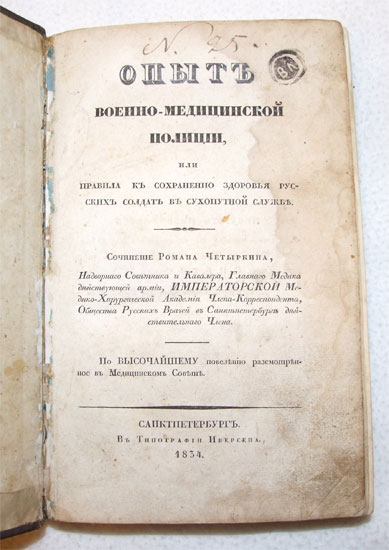 N. 25.
ОПЫТЪ
ВОЕННО-МЕДИЦИНСКОЙ
ПОЛИЦІИ,
ИЛИ
ПРАВИЛА КЪ СОХРАНЕНІЮ ЗДОРОВЬЯ РУС-
СКИХЪ СОЛДАТЪ ВЪ СУХОПУТНОЙ СЛУЖБѢ.
Сочиненіе Романа Четыркина,
Надворнаго Совѣтника и Кавалера, Главнаго Медика
дѣйствующей арміи, ИМПЕРАТОРСКОЙ Ме-
дико-Хирургической Академіи Члена-Корреспондента,
Общества Русскихъ Врачей въ Санктпетербургѣ дѣй-
ствительнаго Члена.
По ВЫСОЧАЙШЕМУ повелѣнію разсмотрѣн-
ное въ Медицинскомъ Совѣтѣ.
САНКТПЕТЕРБУРГЪ.
Въ Типографіи Иверсена,
1834.